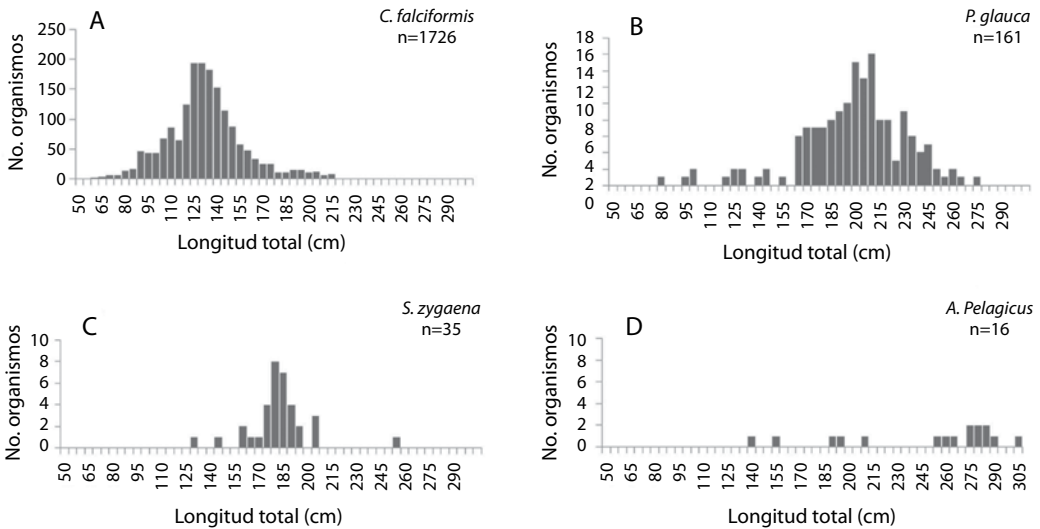 A
C. falciformis
n=1726
No. organismos
250
200
150
100
50
0
50 65 80 95 110 125 140 155 170 185 200 215 230 245 260 275 290
Longitud total (cm)
B
P. glauca
n=161
No. organismos
18
16
14
12
10
8
6
4
2
0
50 65 80 95 110 125 140 155 170 185 200 215 230 245 260 275 290
Longitud total (cm)
C
S. zygaena
n=35
No. organismos
10
8
6
4
2
0
50 65 80 95 110 125 140 155 170 185 200 215 230 245 260 275 290
Longitud total (cm)
D
A. Pelagicus
n=16
No. organismos
10
8
6
4
2
0
50 65 80 95 110 125 140 155 170 185 200 215 230 245 260 275 290 305
Longitud total (cm)